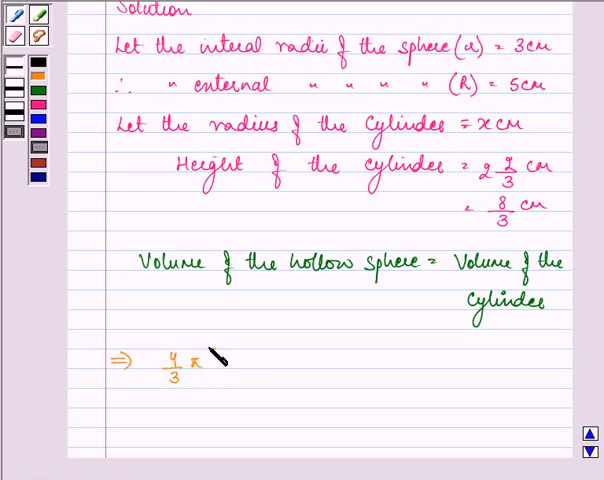 Solution
Let the interal radii of the sphere (r) = 3cm
∴ " enternal " " " " (R) = 5cm
Let the radius of the Cylinder = x cm
Height of the cylinder = 2 2/3 cm
= 8/3 cm
Volume of the hollow sphere = Volume of the
cylinder
⇒ 4/3 π